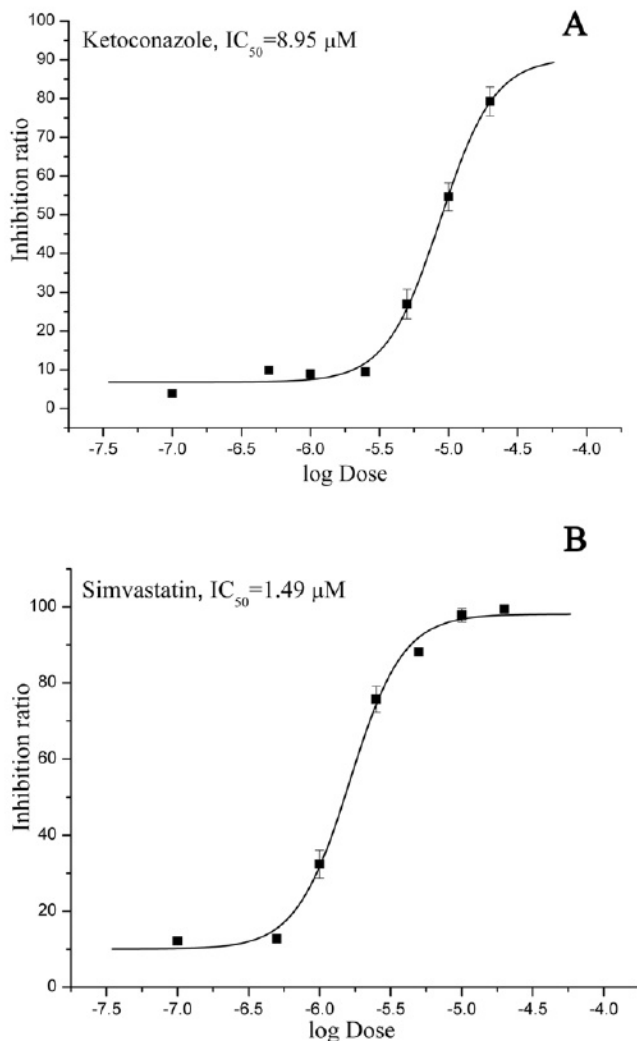 A
Ketoconazole, IC50=8.95 μM
100
90
80
70
60
50
40
30
20
10
0
Inhibition ratio
-7.5 -7.0 -6.5 -6.0 -5.5 -5.0 -4.5 -4.0
log Dose
B
Simvastatin, IC50=1.49 μM
100
80
60
40
20
0
Inhibition ratio
-7.5 -7.0 -6.5 -6.0 -5.5 -5.0 -4.5 -4.0
log Dose